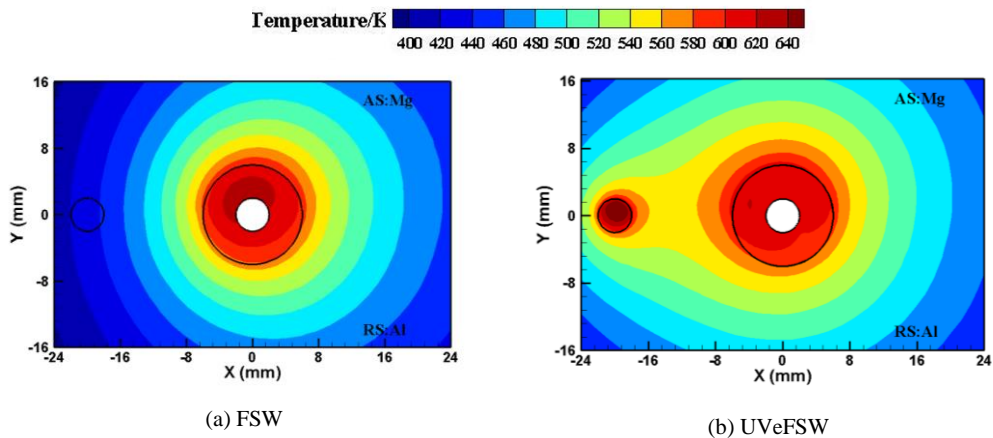 Temperature/K
400 420 440 460 480 500 520 540 560 580 600 620 640
16 AS:Mg
8
Y (mm) 0
-8
RS:Al
-16
-24 -16 -8 0 8 16 24
X (mm)
(a) FSW
16 AS:Mg
8
Y (mm) 0
-8
RS:Al
-16
-24 -16 -8 0 8 16 24
X (mm)
(b) UVeFSW